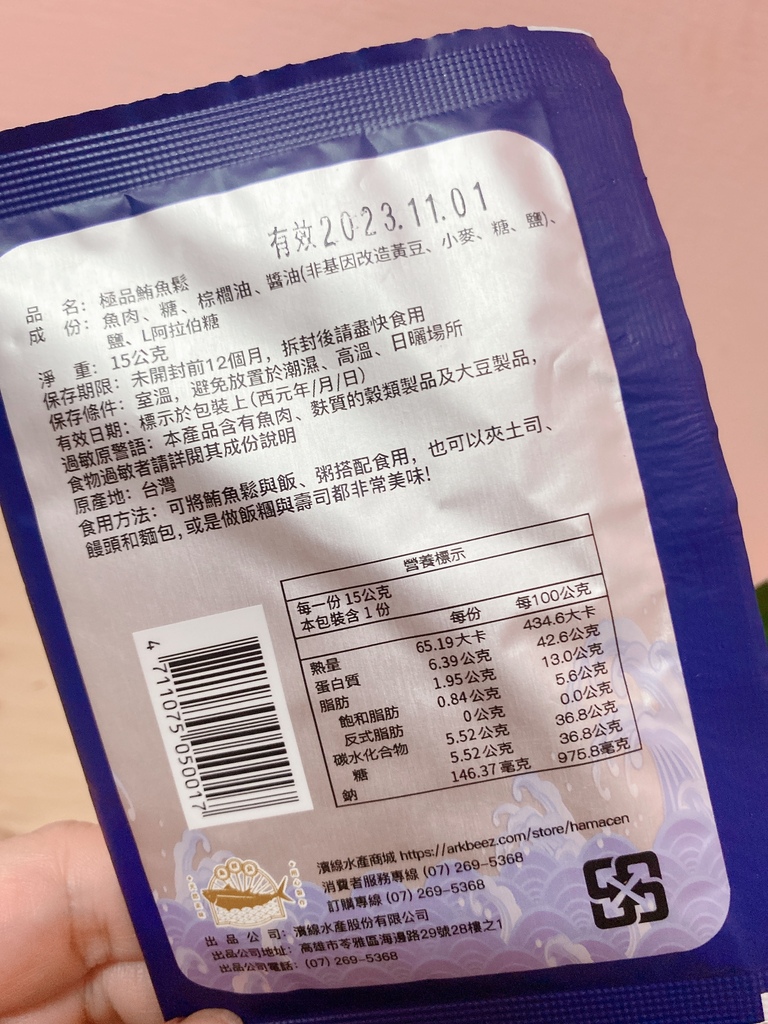 有效2023.11.01
品　名：極品鮪魚鬆
成　份：魚肉、糖、棕櫚油、醬油(非基因改造黃豆、小麥、糖、鹽)、
鹽、L阿拉伯糖
淨　重：15公克
保存期限：未開封前12個月，拆封後請盡快食用
保存條件：室溫，避免放置於潮濕、高溫、日曬場所
有效日期：標示於包裝上(西元年/月/日)
過敏原警語：本產品含有魚肉、麩質的穀類製品及大豆製品，
食物過敏者請詳閱其成份說明
原產地：台灣
食用方法：可將鮪魚鬆與飯、粥搭配食用，也可以夾土司、
饅頭和麵包，或是做飯糰與壽司都非常美味!
營養標示
每一份 15公克
本包裝含 1 份
每份 每100公克
熱量 65.19大卡 434.6大卡
蛋白質 6.39公克 42.6公克
脂肪 1.95公克 13.0公克
飽和脂肪 0.84公克 5.6公克
反式脂肪 0公克 0.0公克
碳水化合物 5.52公克 36.8公克
糖 5.52公克 36.8公克
鈉 146.37毫克 975.8毫克
4 711075 050017
濱線水產商城 https://arkbeez.com/store/hamacen
消費者服務專線 (07) 269-5368
訂購專線 (07) 269-5368
出品公司：濱線水產股份有限公司
出品公司地址：高雄市苓雅區海邊路29號28樓之1
出品公司電話：(07) 269-5368